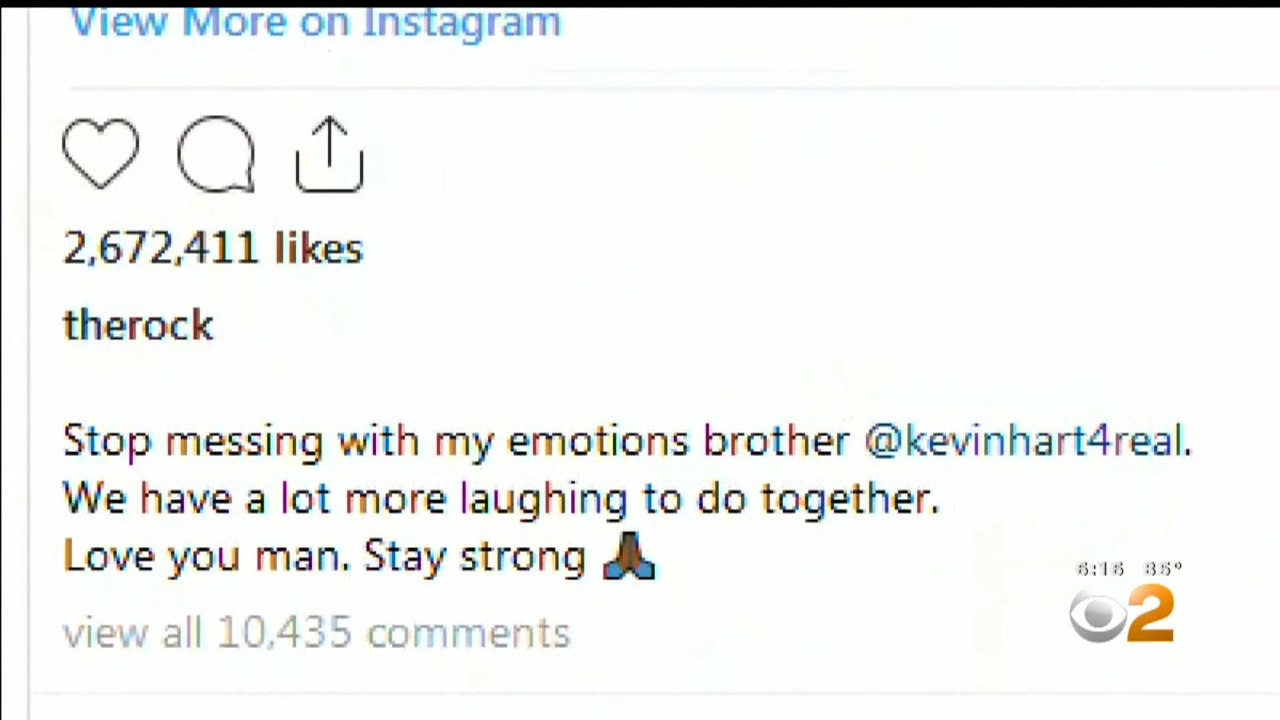 View More on Instagram
2,672,411 likes
therock
Stop messing with my emotions brother @kevinhart4real.
We have a lot more laughing to do together.
Love you man. Stay strong 🙏🏾
view all 10,435 comments
6:16 85°
2